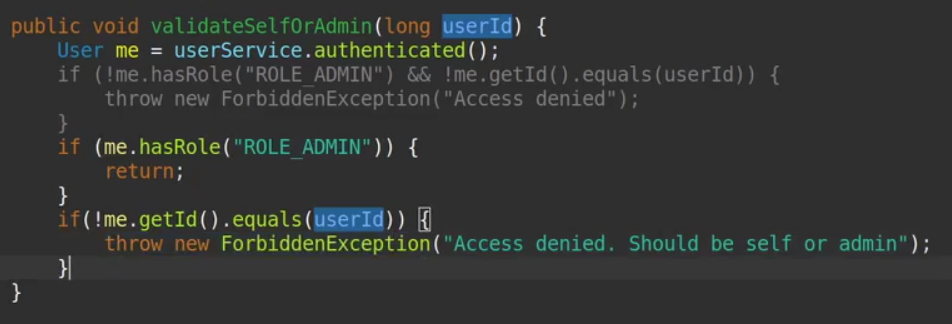 public void validateSelfOrAdmin(long userId) {
    User me = userService.authenticated();
    if (!me.hasRole("ROLE_ADMIN") && !me.getId().equals(userId)) {
        throw new ForbiddenException("Access denied");
    }
    if (me.hasRole("ROLE_ADMIN")) {
        return;
    }
    if(!me.getId().equals(userId)) {
        throw new ForbiddenException("Access denied. Should be self or admin");
    }
}